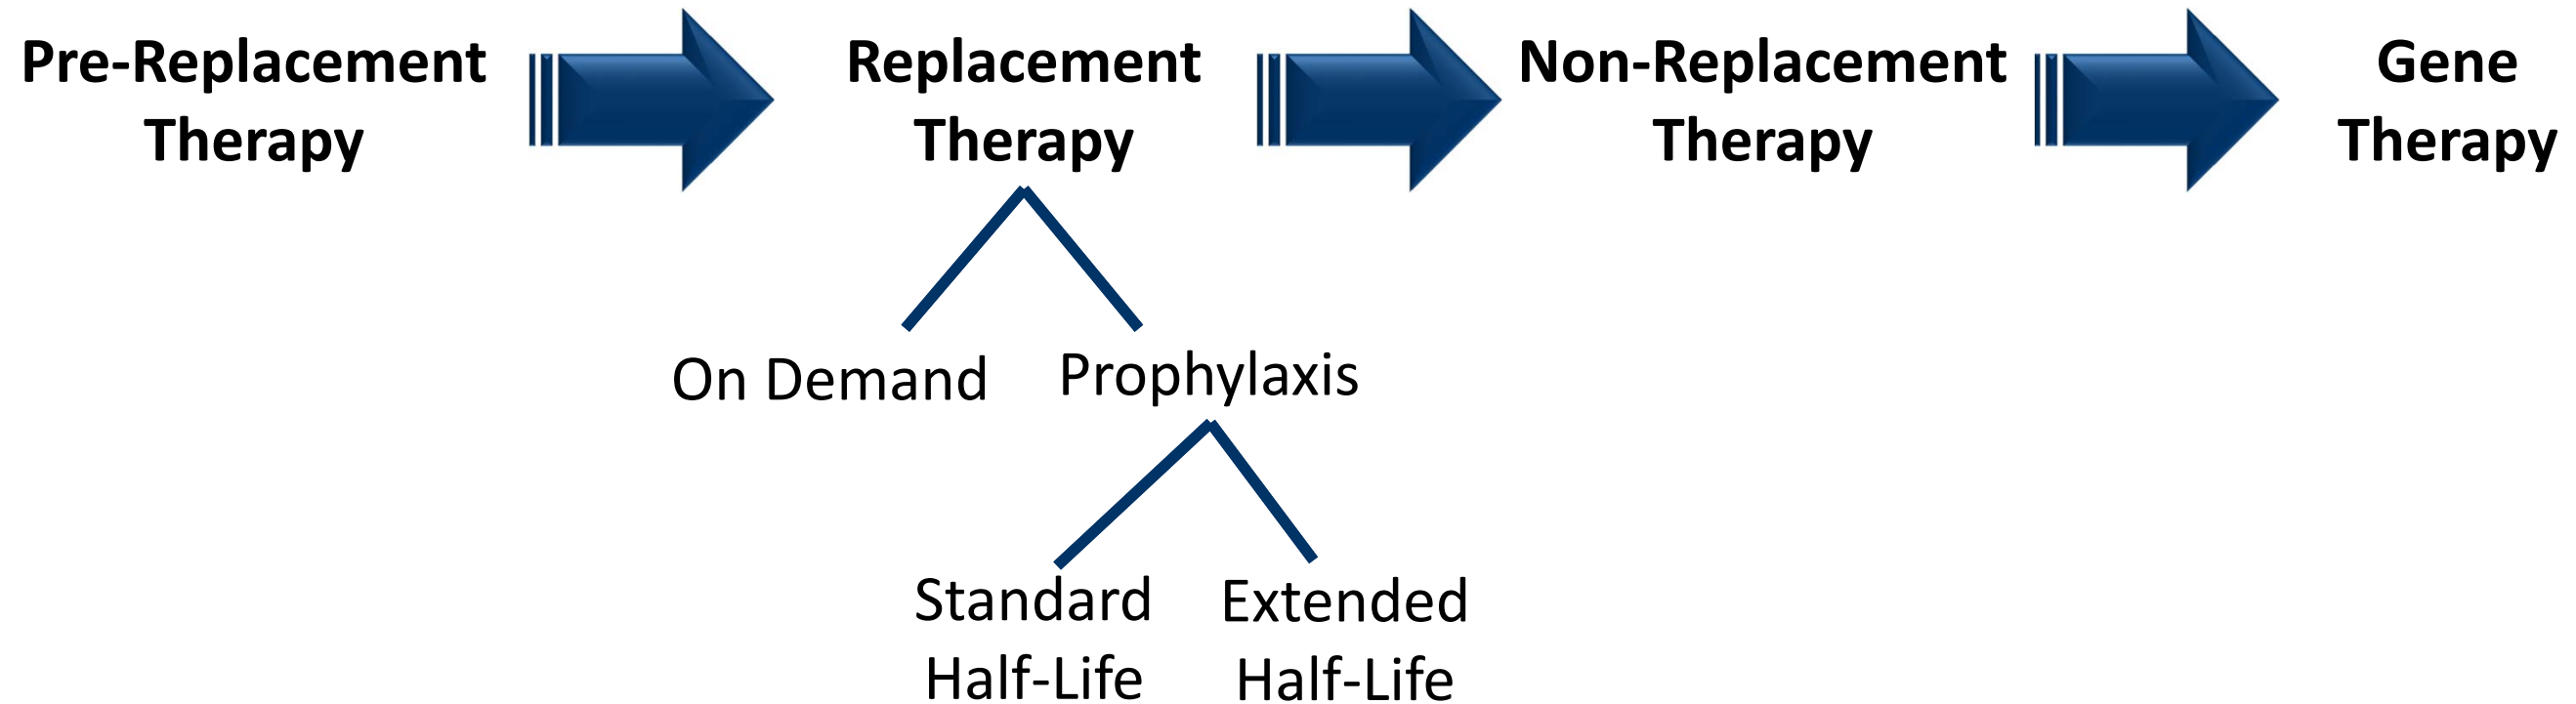 Pre-Replacement
Therapy
Replacement
Therapy
Non-Replacement
Therapy
Gene
Therapy
On Demand
Prophylaxis
Standard
Half-Life
Extended
Half-Life